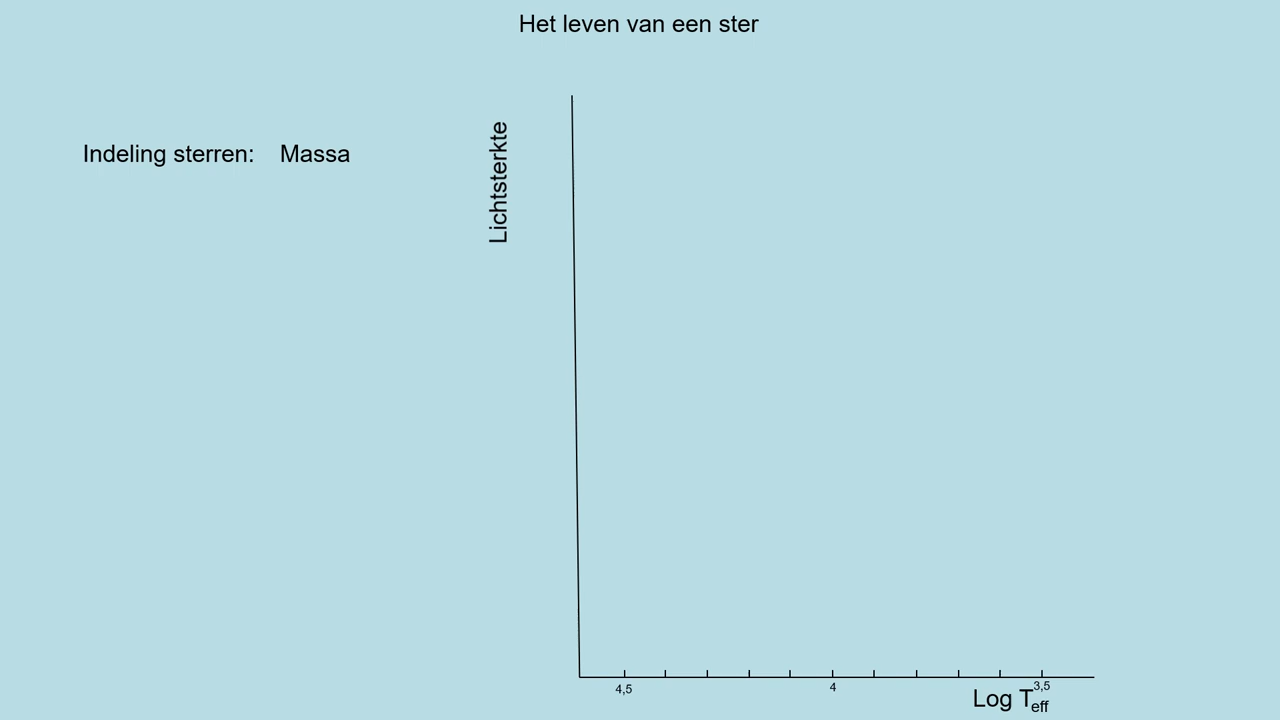 Het leven van een ster
Indeling sterren: Massa
Lichtsterkte
4,5
4
3,5
Log Teff